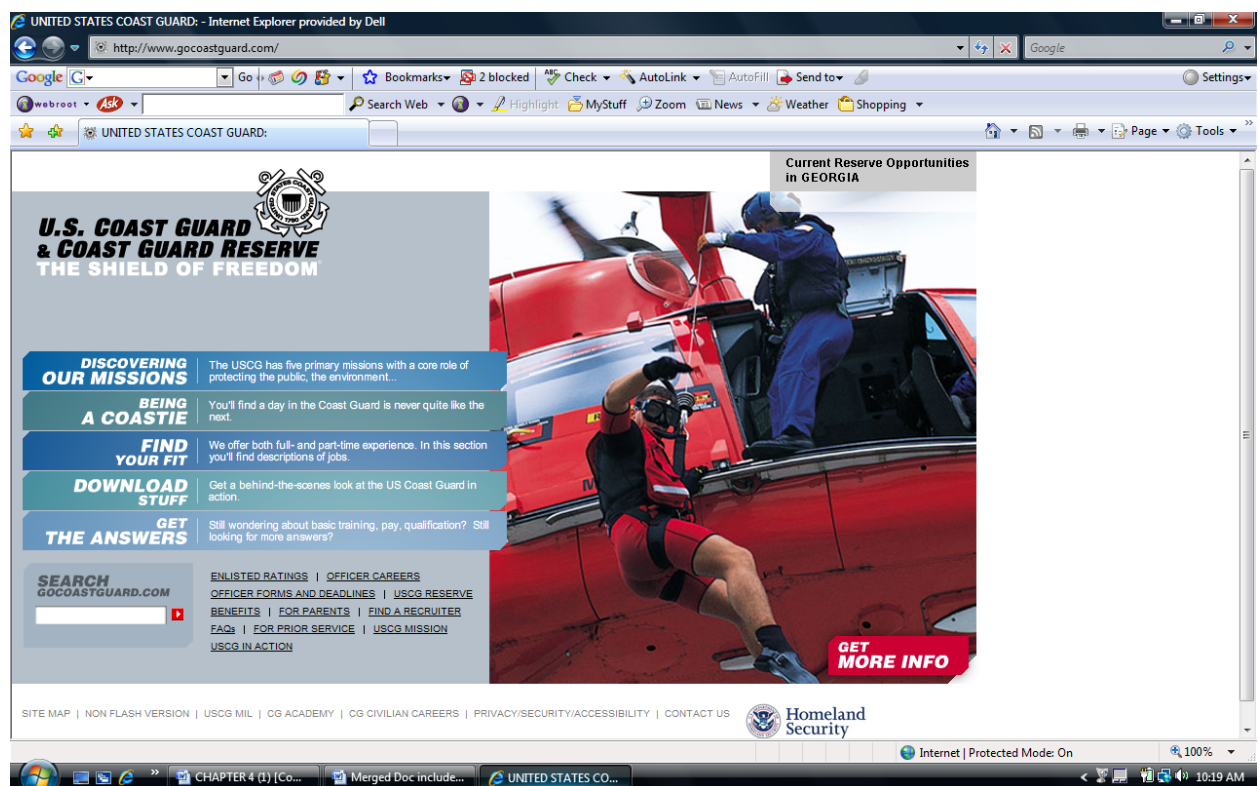 UNITED STATES COAST GUARD: - Internet Explorer provided by Dell
http://www.gocoastguard.com/
Google
Google G
Go
Bookmarks
2 blocked
Check
AutoLink
AutoFill
Send to
Settings
webroot
Ask
Search Web
Highlight
MyStuff
Zoom
News
Weather
Shopping
UNITED STATES COAST GUARD:
Page
Tools
Current Reserve Opportunities
in GEORGIA
U.S. COAST GUARD
& COAST GUARD RESERVE
THE SHIELD OF FREEDOM
DISCOVERING
OUR MISSIONS
The USCG has five primary missions with a core role of
protecting the public, the environment...
BEING
A COASTIE
You'll find a day in the Coast Guard is never quite like the
next.
FIND
YOUR FIT
We offer both full- and part-time experience. In this section
you'll find descriptions of jobs.
DOWNLOAD
STUFF
Get a behind-the-scenes look at the US Coast Guard in
action.
GET
THE ANSWERS
Still wondering about basic training, pay, qualification? Still
looking for more answers?
SEARCH
GOCOASTGUARD.COM
ENLISTED RATINGS | OFFICER CAREERS
OFFICER FORMS AND DEADLINES | USCG RESERVE
BENEFITS | FOR PARENTS | FIND A RECRUITER
FAQs | FOR PRIOR SERVICE | USCG MISSION
USCG IN ACTION
GET
MORE INFO
SITE MAP | NON FLASH VERSION | USCG MIL | CG ACADEMY | CG CIVILIAN CAREERS | PRIVACY/SECURITY/ACCESSIBILITY | CONTACT US
Homeland
Security
Internet | Protected Mode: On
100%
CHAPTER 4 (1) [Co...
Merged Doc include...
UNITED STATES CO...
10:19 AM